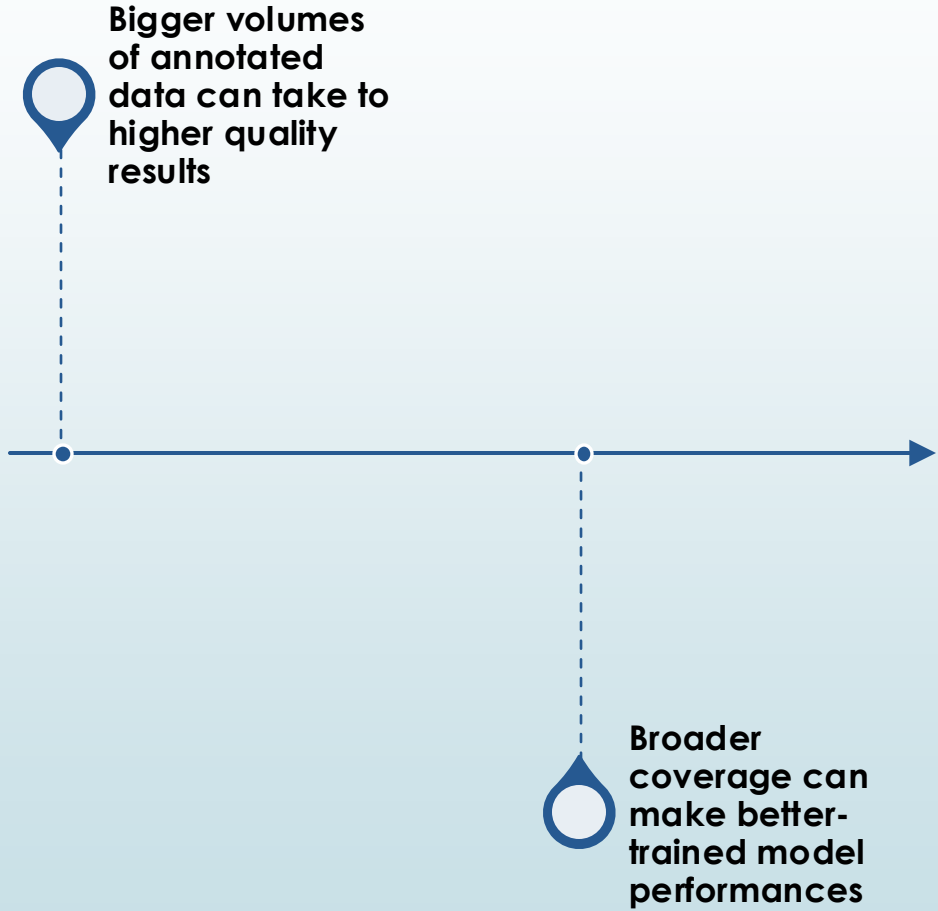 Bigger volumes
of annotated
data can take to
higher quality
results
Broader
coverage can
make better-
trained model
performances